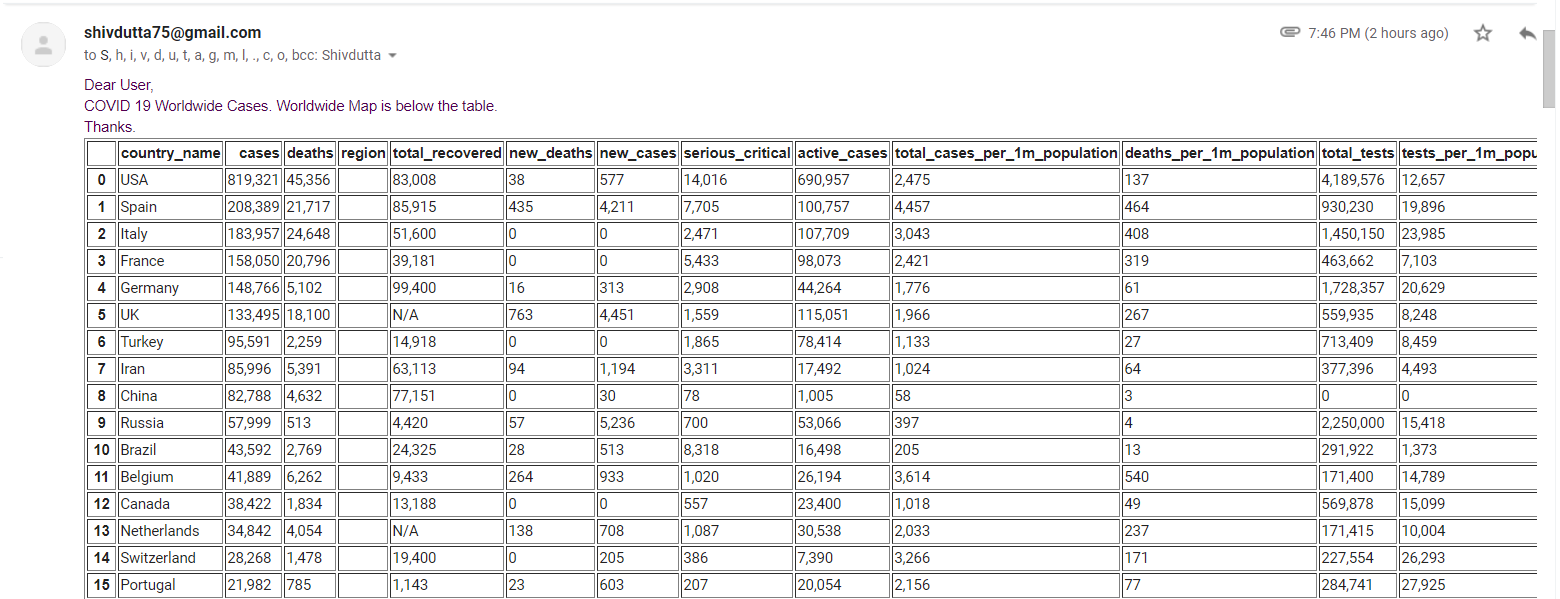 shivdutta75@gmail.com
7:46 PM (2 hours ago)
to S, h, i, v, d, u, t, a, g, m, l, ., c, o, bcc: Shivdutta
Dear User,
COVID 19 Worldwide Cases. Worldwide Map is below the table.
Thanks.
country_name cases deaths region total_recovered new_deaths new_cases serious_critical active_cases total_cases_per_1m_population deaths_per_1m_population total_tests tests_per_1m_popu
0 USA 819,321 45,356 83,008 38 577 14,016 690,957 2,475 137 4,189,576 12,657
1 Spain 208,389 21,717 85,915 435 4,211 7,705 100,757 4,457 464 930,230 19,896
2 Italy 183,957 24,648 51,600 0 0 2,471 107,709 3,043 408 1,450,150 23,985
3 France 158,050 20,796 39,181 0 0 5,433 98,073 2,421 319 463,662 7,103
4 Germany 148,766 5,102 99,400 16 313 2,908 44,264 1,776 61 1,728,357 20,629
5 UK 133,495 18,100 N/A 763 4,451 1,559 115,051 1,966 267 559,935 8,248
6 Turkey 95,591 2,259 14,918 0 0 1,865 78,414 1,133 27 713,409 8,459
7 Iran 85,996 5,391 63,113 94 1,194 3,311 17,492 1,024 64 377,396 4,493
8 China 82,788 4,632 77,151 0 30 78 1,005 58 3 0 0
9 Russia 57,999 513 4,420 57 5,236 700 53,066 397 4 2,250,000 15,418
10 Brazil 43,592 2,769 24,325 28 513 8,318 16,498 205 13 291,922 1,373
11 Belgium 41,889 6,262 9,433 264 933 1,020 26,194 3,614 540 171,400 14,789
12 Canada 38,422 1,834 13,188 0 0 557 23,400 1,018 49 569,878 15,099
13 Netherlands 34,842 4,054 N/A 138 708 1,087 30,538 2,033 237 171,415 10,004
14 Switzerland 28,268 1,478 19,400 0 205 386 7,390 3,266 171 227,554 26,293
15 Portugal 21,982 785 1,143 23 603 207 20,054 2,156 77 284,741 27,925